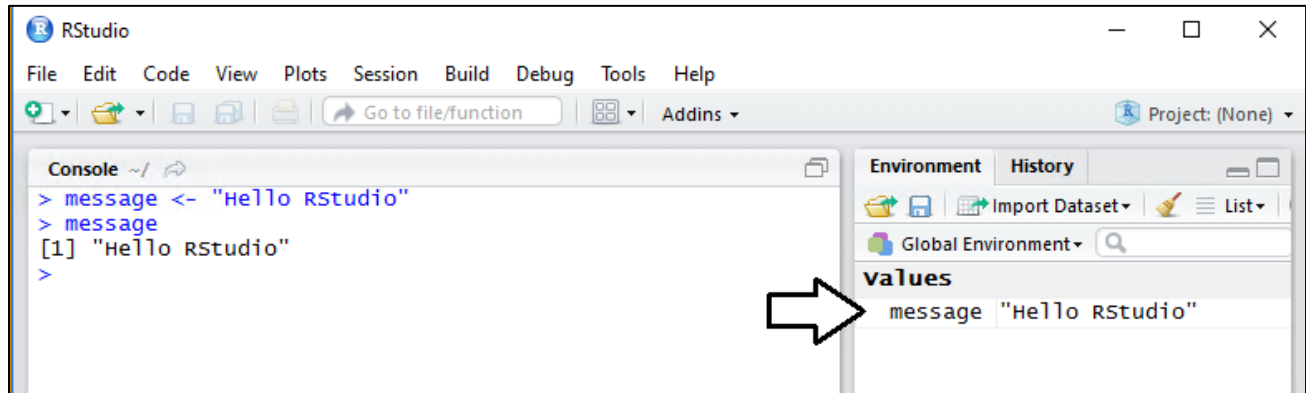 RStudio
File Edit Code View Plots Session Build Debug Tools Help
Go to file/function Addins Project: (None)
Console ~/
> message <- "Hello RStudio"
> message
[1] "Hello RStudio"
>
Environment History
Import Dataset List
Global Environment
Values
message "Hello RStudio"